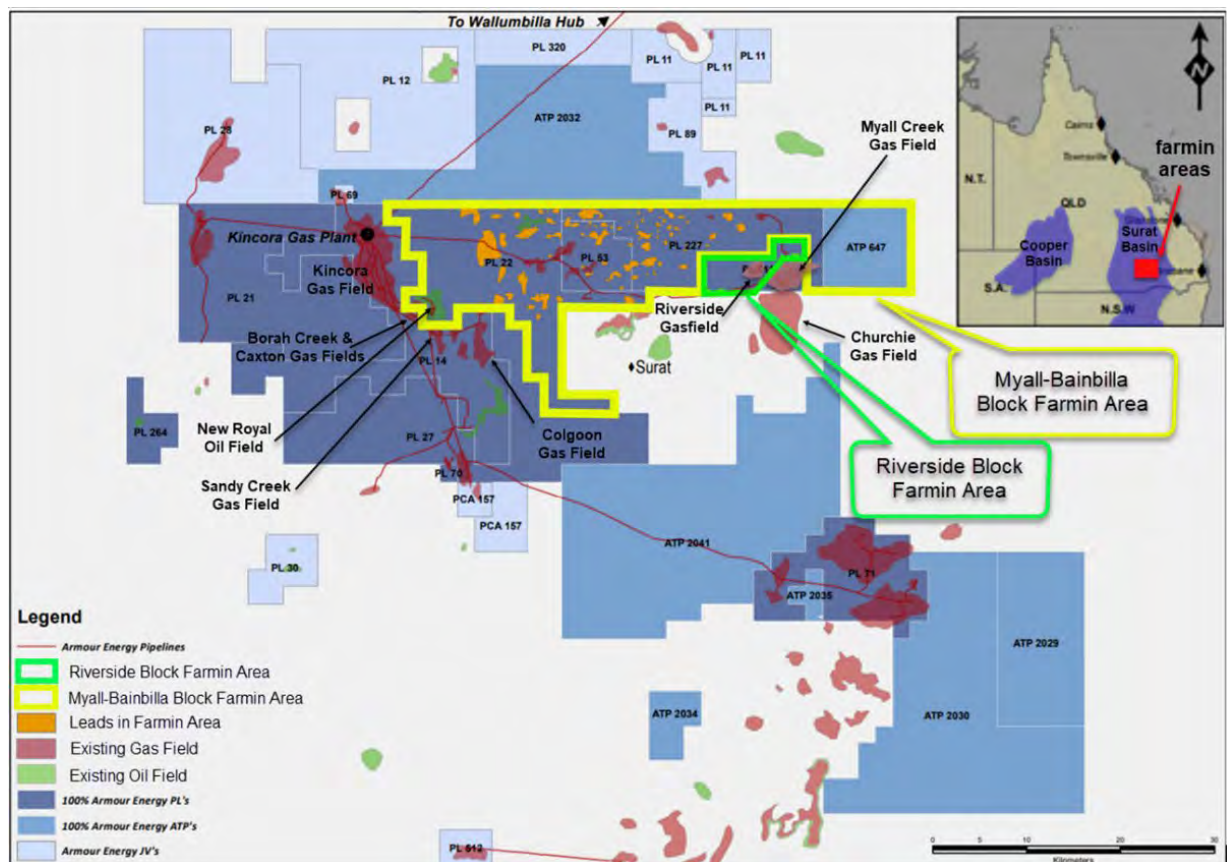 To Wallumbilla Hub
PL 320
PL 11
PL 11
PL 11
PL 11
PL 12
ATP 2032
PL 28
PL 89
PL 69
Myall Creek
Gas Field
Kincora Gas Plant
Kincora
Gas Field
PL 22
PL 53
PL 227
ATP 647
PL 21
Borah Creek &
Caxton Gas Fields
PL 14
Riverside
Gasfield
Churchie
Gas Field
Surat
New Royal
Oil Field
PL 264
PL 27
Colgoon
Gas Field
Sandy Creek
Gas Field
PL 70
PCA 157
PCA 157
PL 30
ATP 2041
PL 71
ATP 2035
ATP 2029
ATP 2034
ATP 2030
PL 512
Myall-Bainbilla
Block Farmin Area
Riverside Block
Farmin Area
N
Cairns
Townsville
farmin
areas
N.T.
QLD
Surat
Basin
Cooper
Basin
S.A.
N.S.W
Legend
Armour Energy Pipelines
Riverside Block Farmin Area
Myall-Bainbilla Block Farmin Area
Leads in Farmin Area
Existing Gas Field
Existing Oil Field
100% Armour Energy PL's
100% Armour Energy ATP's
Armour Energy JV's
0 5 10 20 30
Kilometers